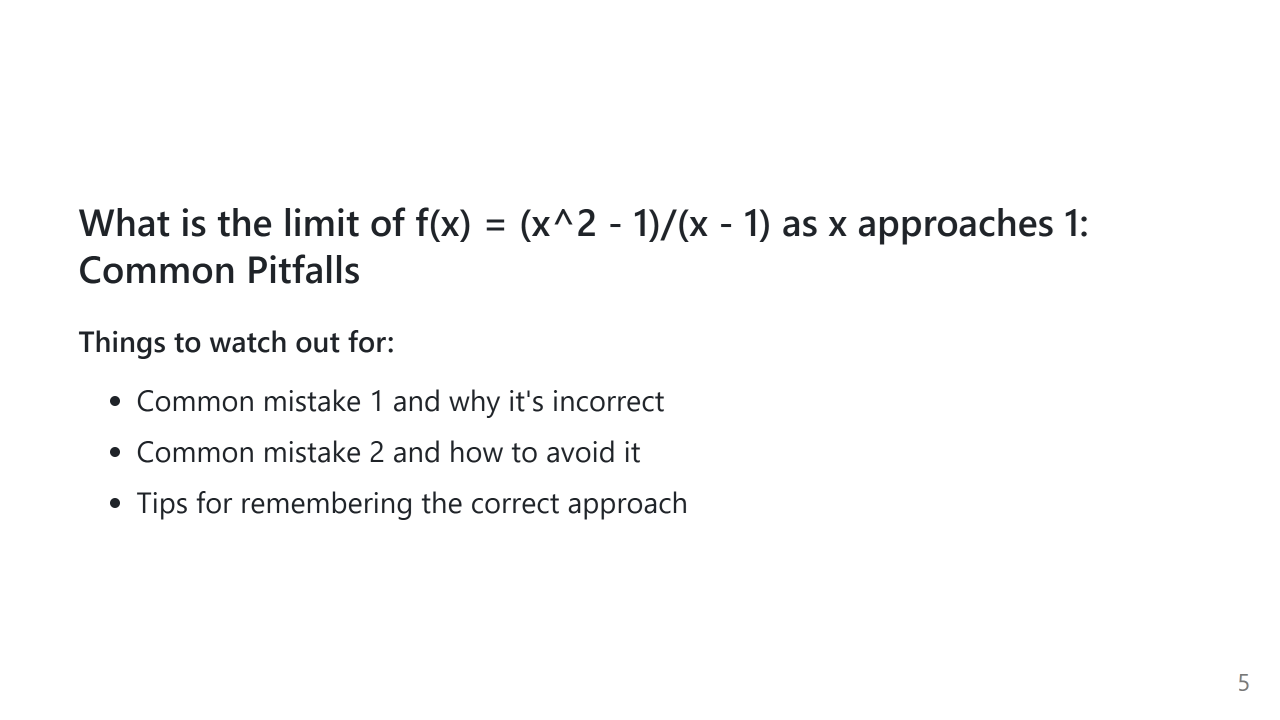 What is the limit of f(x) = (x^2 - 1)/(x - 1) as x approaches 1:
Common Pitfalls
Things to watch out for:
• Common mistake 1 and why it's incorrect
• Common mistake 2 and how to avoid it
• Tips for remembering the correct approach
5